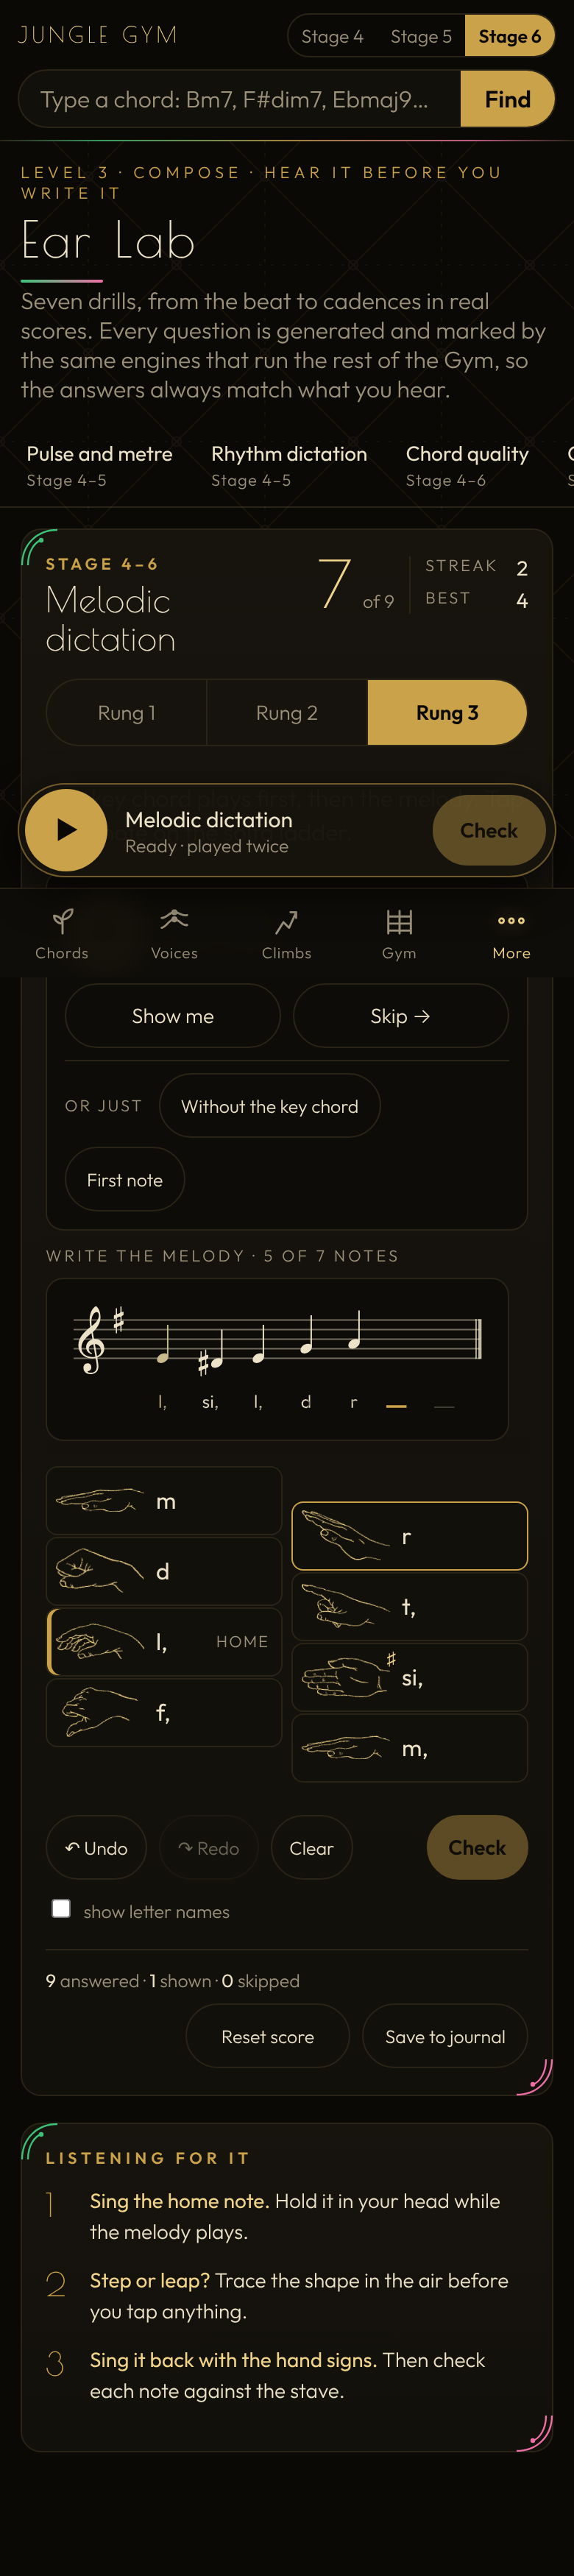 JUNGLE GYM
Stage 4 Stage 5 Stage 6
Type a chord: Bm7, F#dim7, Ebmaj9... Find
LEVEL 3 · COMPOSE · HEAR IT BEFORE YOU
WRITE IT
Ear Lab
Seven drills, from the beat to cadences in real
scores. Every question is generated and marked by
the same engines that run the rest of the Gym, so
the answers always match what you hear.
Pulse and metre Rhythm dictation Chord quality
Stage 4–5 Stage 4–5 Stage 4–6
STAGE 4–6
Melodic
dictation
7 of 9
STREAK 2
BEST 4
Rung 1 Rung 2 Rung 3
Melodic dictation
Ready · played twice
Check
Chords Voices Climbs Gym More
Show me Skip →
OR JUST Without the key chord
First note
WRITE THE MELODY · 5 OF 7 NOTES
l, si, l, d r
m
r
d
t,
l, HOME
si,
f,
m,
↶ Undo ↷ Redo Clear Check
show letter names
9 answered · 1 shown · 0 skipped
Reset score Save to journal
LISTENING FOR IT
1 Sing the home note. Hold it in your head while
the melody plays.
2 Step or leap? Trace the shape in the air before
you tap anything.
3 Sing it back with the hand signs. Then check
each note against the stave.